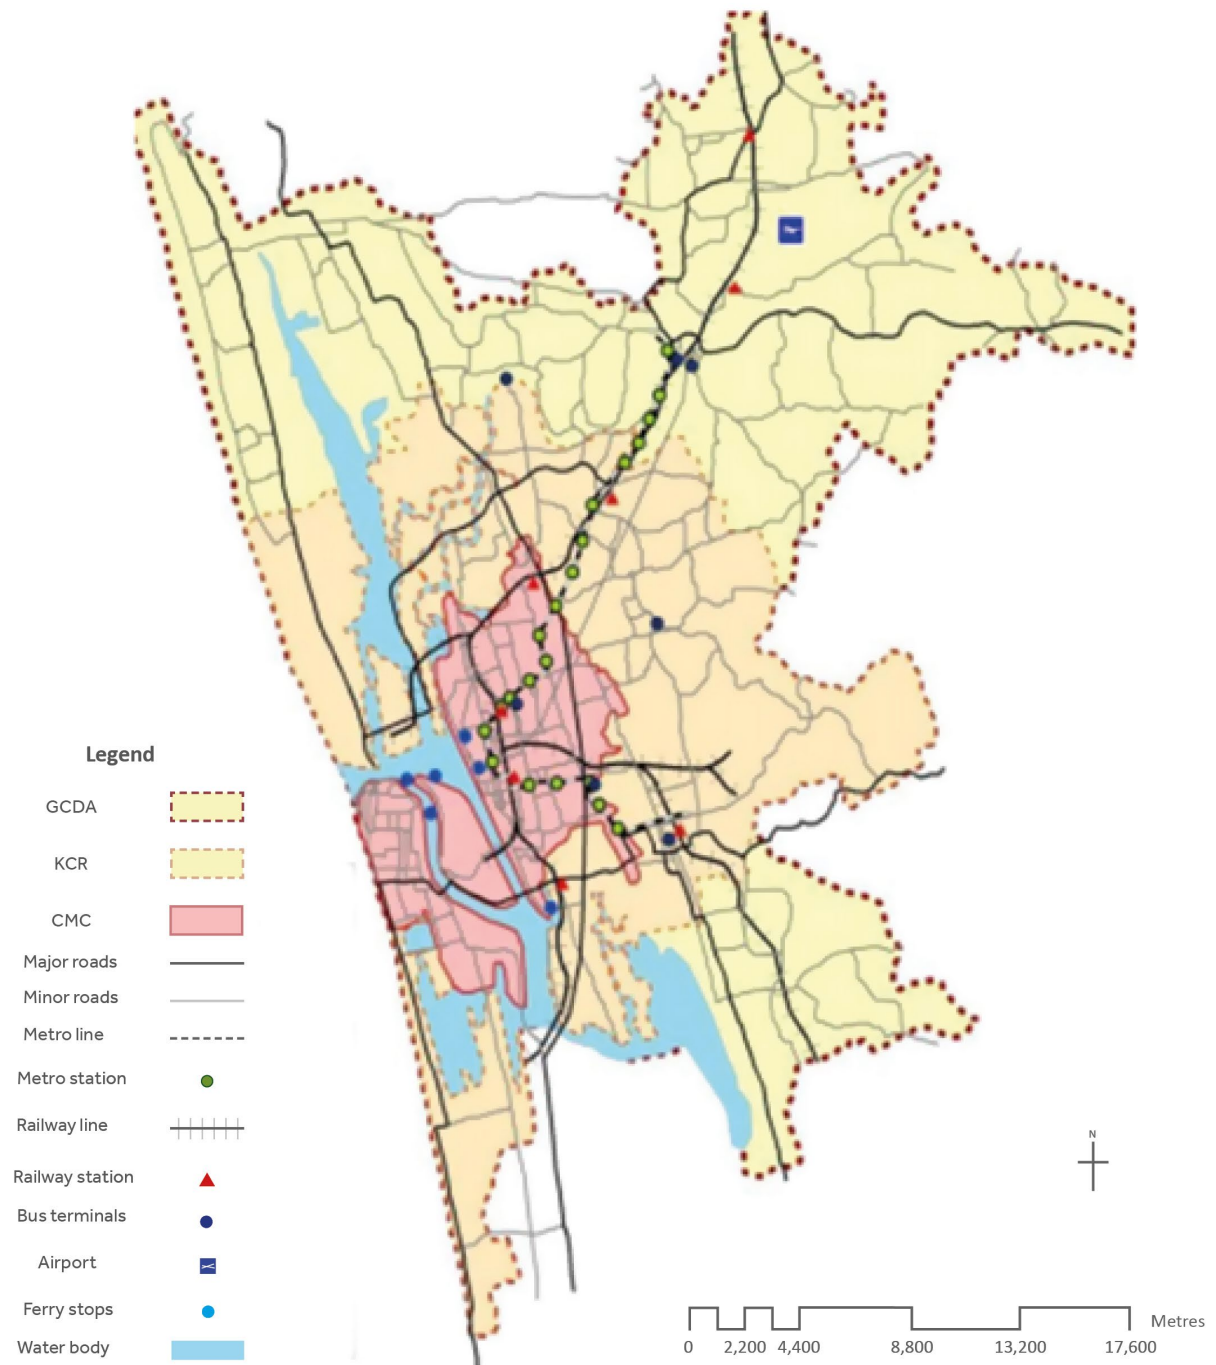 Legend
GCDA
KCR
CMC
Major roads
Minor roads
Metro line
Metro station
Railway line
Railway station
Bus terminals
Airport
Ferry stops
Water body
N
Metres
0 2,200 4,400 8,800 13,200 17,600